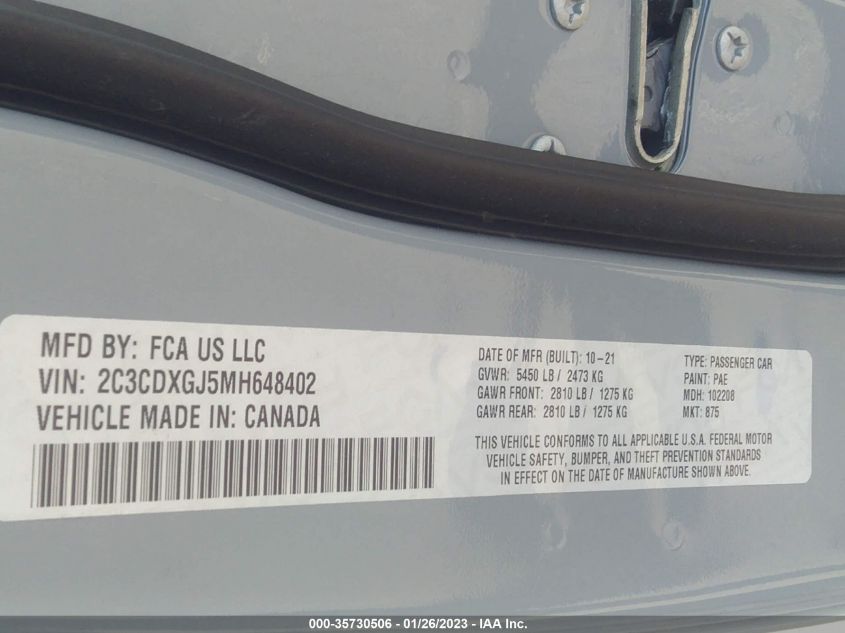 MFD BY: FCA US LLC
VIN: 2C3CDXGJ5MH648402
VEHICLE MADE IN: CANADA
DATE OF MFR (BUILT): 10-21
GVWR: 5450 LB / 2473 KG
GAWR FRONT: 2810 LB / 1275 KG
GAWR REAR: 2810 LB / 1275 KG
TYPE: PASSENGER CAR
PAINT: PAE
MDH: 102208
MKT: 875
THIS VEHICLE CONFORMS TO ALL APPLICABLE U.S.A. FEDERAL MOTOR
VEHICLE SAFETY, BUMPER, AND THEFT PREVENTION STANDARDS
IN EFFECT ON THE DATE OF MANUFACTURE SHOWN ABOVE.
000-35730506 / 01/26/2023 - IAA Inc.